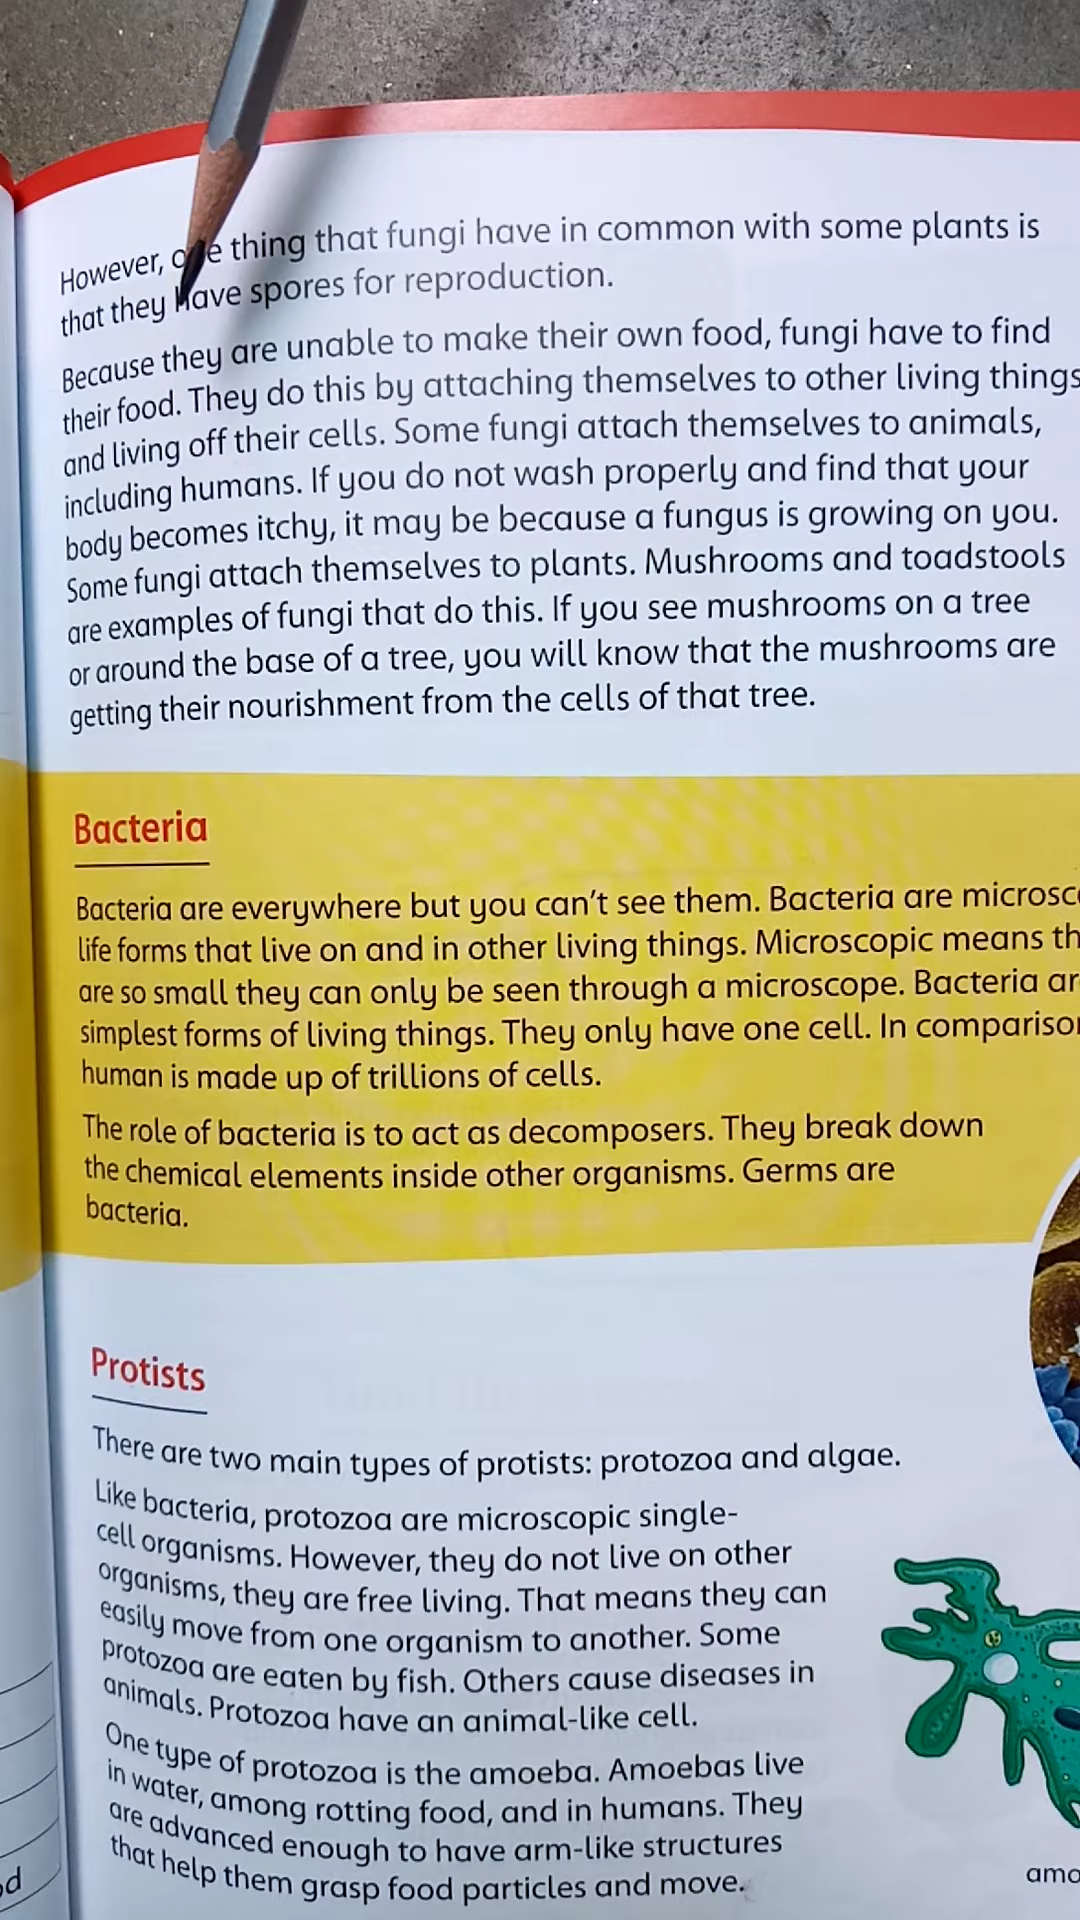 However, one thing that fungi have in common with some plants is
that they have spores for reproduction.
Because they are unable to make their own food, fungi have to find
their food. They do this by attaching themselves to other living things
and living off their cells. Some fungi attach themselves to animals,
including humans. If you do not wash properly and find that your
body becomes itchy, it may be because a fungus is growing on you.
Some fungi attach themselves to plants. Mushrooms and toadstools
are examples of fungi that do this. If you see mushrooms on a tree
or around the base of a tree, you will know that the mushrooms are
getting their nourishment from the cells of that tree.
Bacteria
Bacteria are everywhere but you can't see them. Bacteria are
life forms that live on and in other living things. Microscopic means
are so small they can only be seen through a microscope. Bacteria
simplest forms of living things. They only have one cell. In
human is made up of trillions of cells.
The role of bacteria is to act as decomposers. They break down
the chemical elements inside other organisms. Germs are
bacteria.
Protists
There are two main types of protists: protozoa and algae.
Like bacteria, protozoa are microscopic single-
cell organisms. However, they do not live on other
organisms, they are free living. That means they can
easily move from one organism to another. Some
protozoa are eaten by fish. Others cause diseases in
animals. Protozoa have an animal-like cell.
One type of protozoa is the amoeba. Amoebas live
in water, among rotting food, and in humans. They
are advanced enough to have arm-like structures
that help them grasp food particles and move.